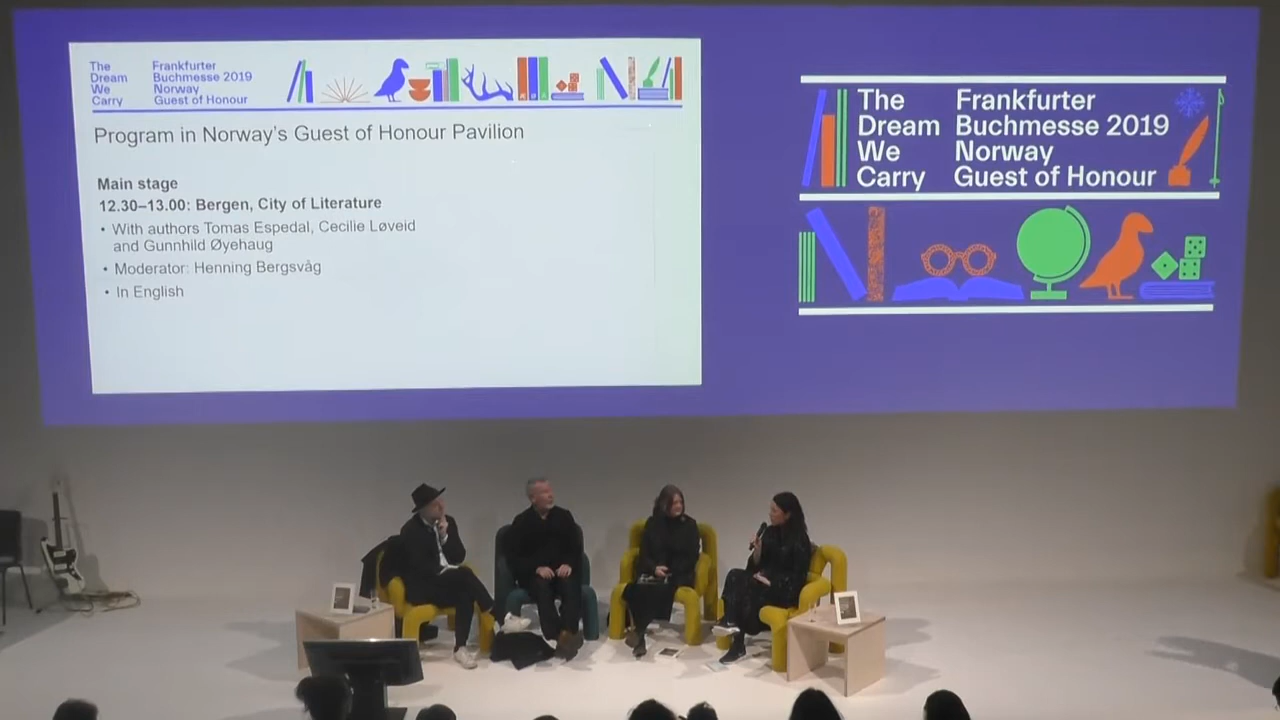 The Frankfurter
Dream Buchmesse 2019
We Norway
Carry Guest of Honour
Program in Norway's Guest of Honour Pavilion
Main stage
12.30–13.00: Bergen, City of Literature
• With authors Tomas Espedal, Cecilie Løveid
and Gunnhild Øyehaug
• Moderator: Henning Bergsvåg
• In English
The Frankfurter
Dream Buchmesse 2019
We Norway
Carry Guest of Honour